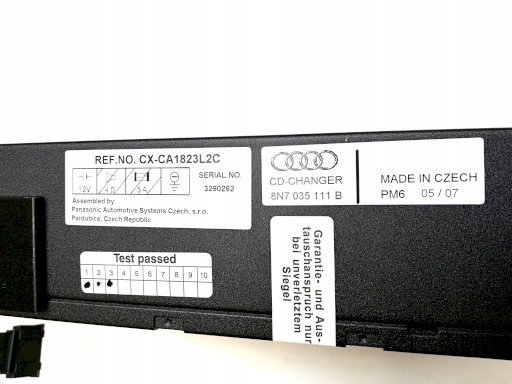 REF.NO. CX-CA1823L2C
12V 4Ω 5A
SERIAL NO.
3290262
Assembled by
Panasonic Automotive Systems Czech, s.r.o.
Pardubice, Czech Republic
CD-CHANGER
8N7 035 111 B
MADE IN CZECH
PM6 05 / 07
Test passed
1 2 3 4 5 6 7 8 9 10
Garantie- und Aus-
tauschanspruch nur
bei unverletztem
Siegel